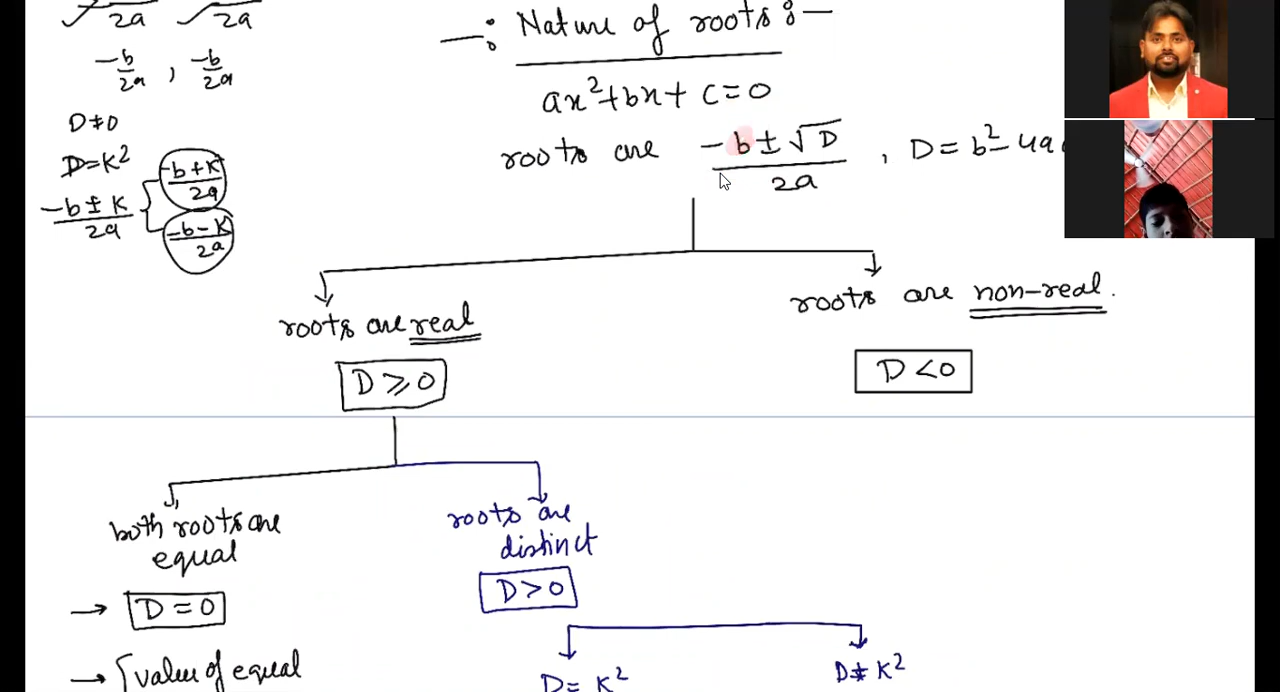 2a 2a
-b/2a , -b/2a
D≠0
D=K²
-b±K/2a { -b+K/2a
-b-K/2a
—: Nature of roots :—
ax²+bx+c=0
roots are -b±√D/2a , D=b²-4a
roots are real
D≥0
roots are non-real.
D<0
both roots are
equal
→ D=0
→ [value of equal
roots are
distinct
D>0
D=K²
D≠K²